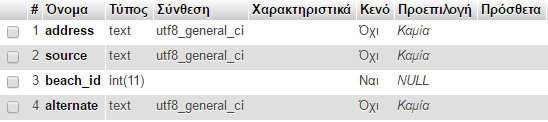 # Όνομα Τύπος Σύνθεση Χαρακτηριστικά Κενό Προεπιλογή Πρόσθετα
1 address text utf8_general_ci Όχι Καμία
2 source text utf8_general_ci Όχι Καμία
3 beach_id int(11) Ναι NULL
4 alternate text utf8_general_ci Όχι Καμία